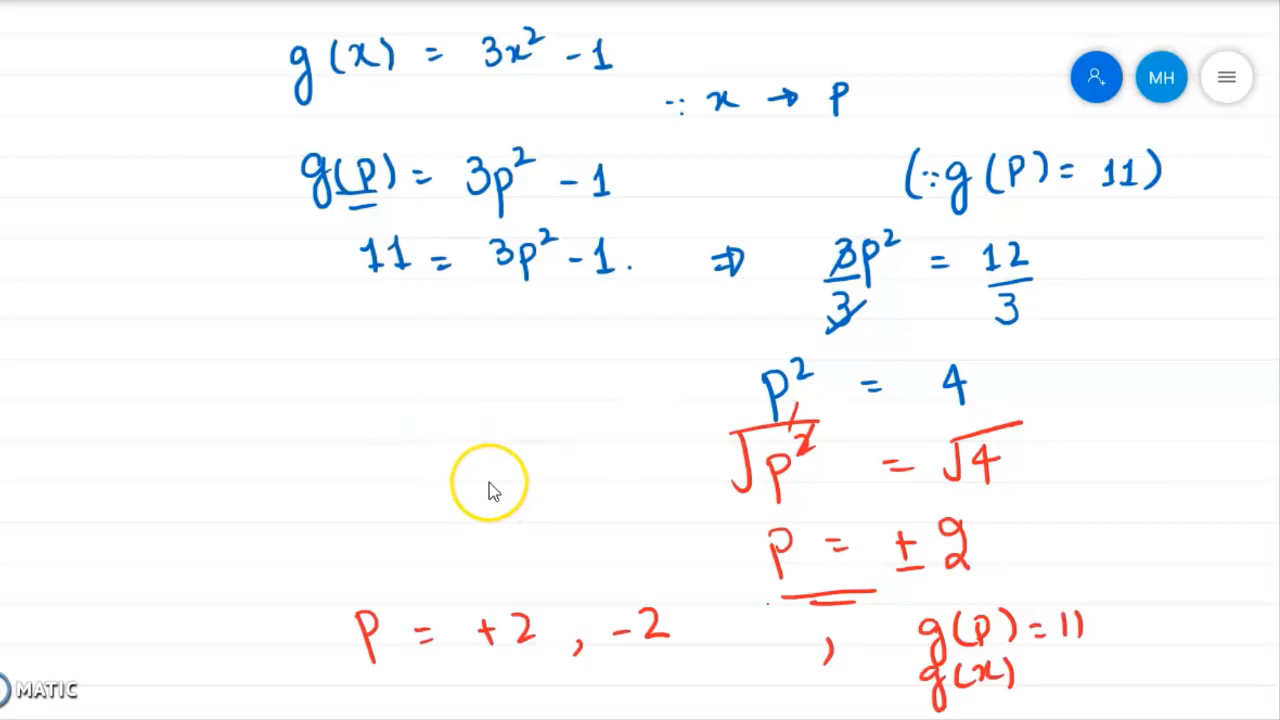 g(x) = 3x² - 1
∵ x → p
MH
g(p) = 3p² - 1 (∵ g(p) = 11)
11 = 3p² - 1. ⇒ 3p²/3 = 12/3
p² = 4
√p² = √4
p = ± 2
p = +2, -2 , g(p) = 11
g(x)
MATIC